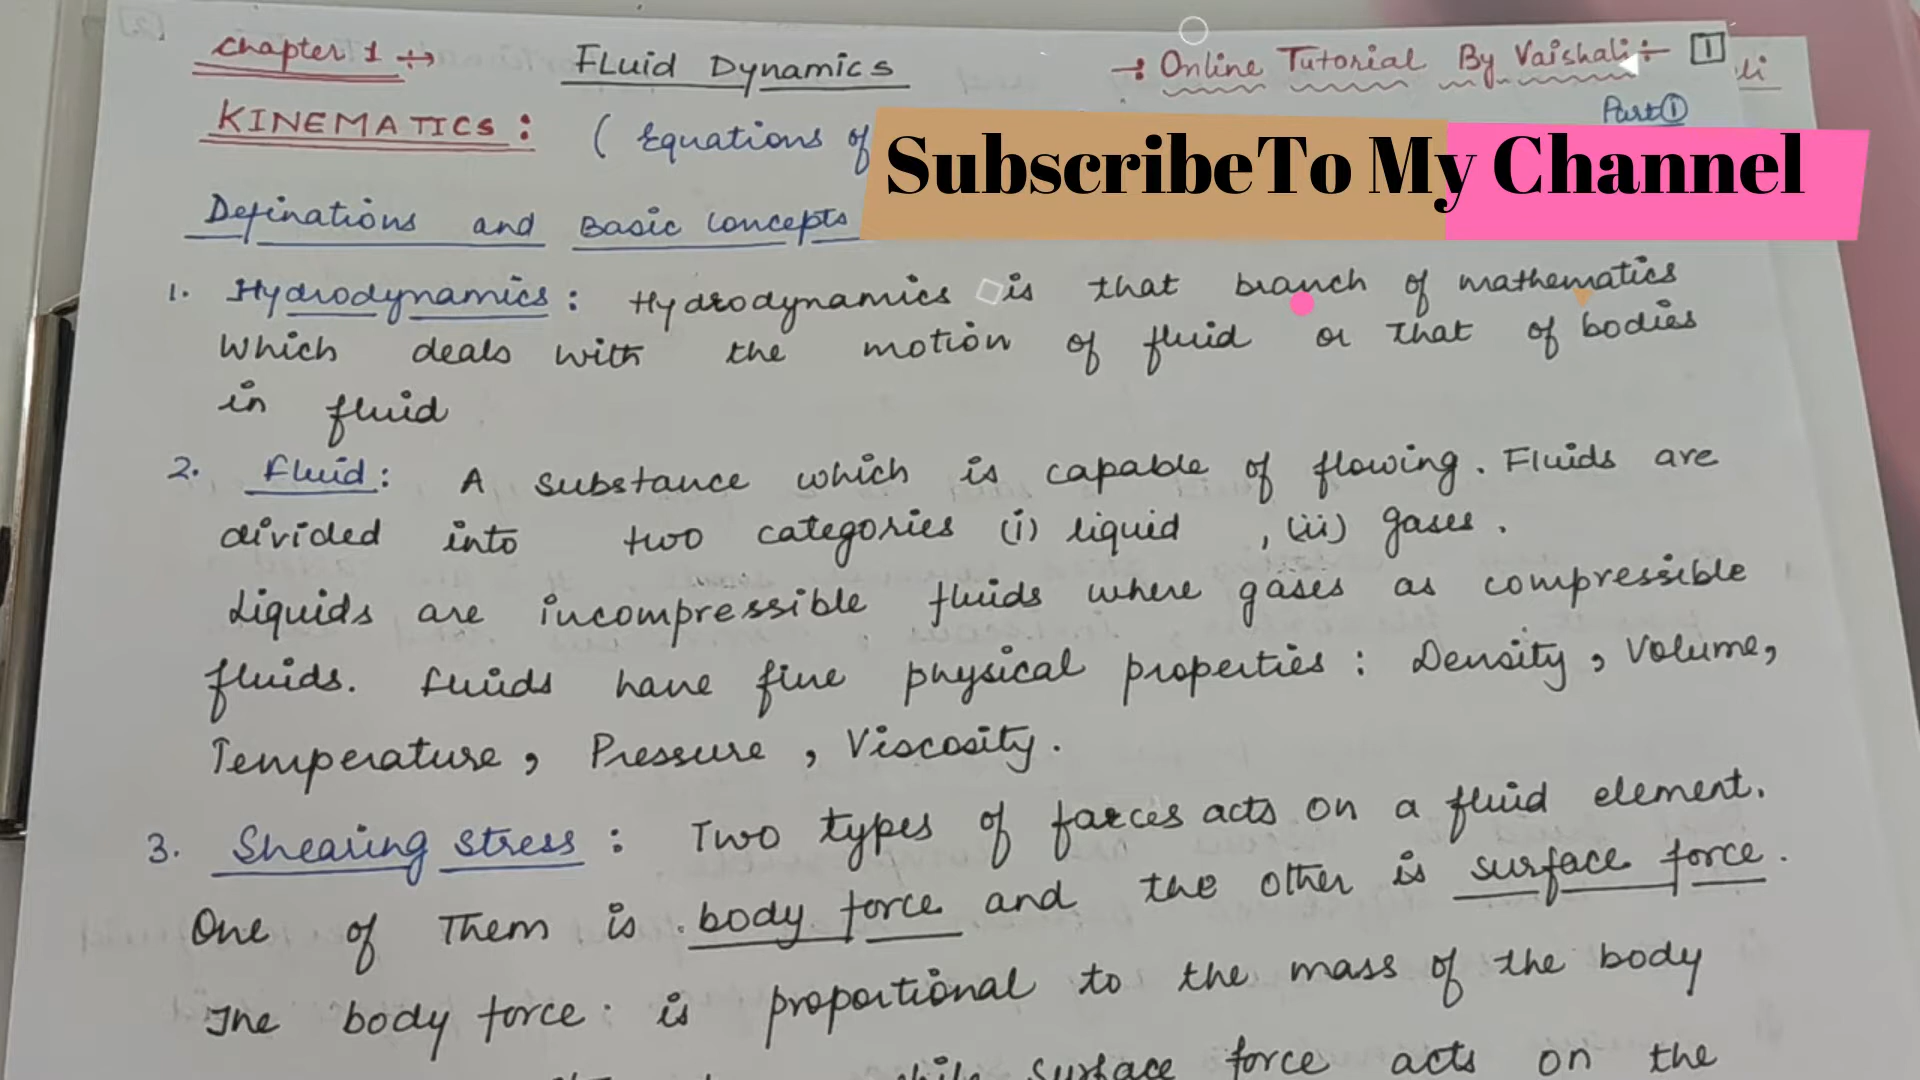 Chapter 1 → Fluid Dynamics → Online Tutorial By Vaishali:- 1
Part ①
KINEMATICS: ( Equations of
SubscribeTo My Channel
Definations and Basic Concepts
1. Hydrodynamics: Hydrodynamics is that branch of mathematics
Which deals with the motion of fluid or that of bodies
in fluid
2. Fluid: A substance which is capable of flowing. Fluids are
divided into two categories (i) liquid , (ii) gases.
Liquids are incompressible fluids where gases as compressible
fluids. Fluids have five physical properties: Density, Volume,
Temperature, Pressure, Viscosity.
3. Shearing stress: Two types of forces acts on a fluid element.
One of Them is body force and the other is surface force.
The body force is proportional to the mass of the body
surface force acts on the